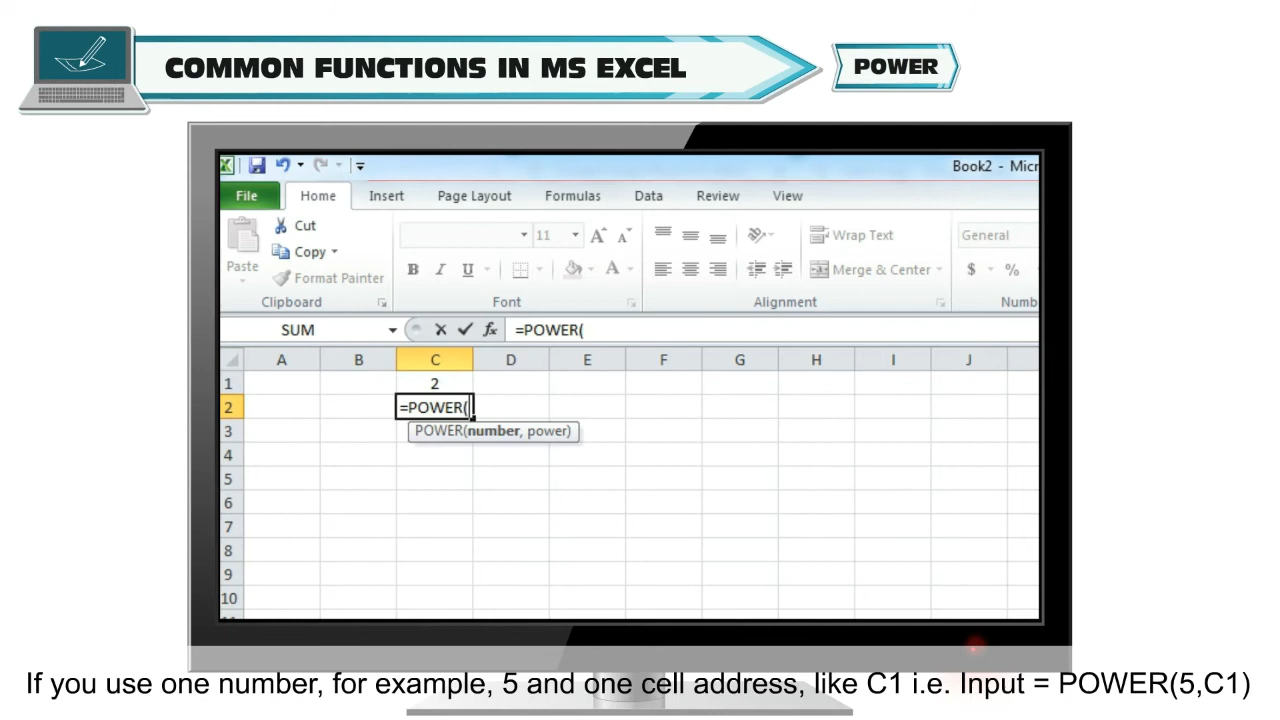 COMMON FUNCTIONS IN MS EXCEL
POWER
Book2 - Micr
File Home Insert Page Layout Formulas Data Review View
Cut
Copy
Format Painter
Paste
Clipboard
11
B I U
Font
Wrap Text
Merge & Center
Alignment
General
$ %
Numb
SUM fx =POWER(
A B C D E F G H I J
1 2
2 =POWER(
3 POWER(number, power)
4
5
6
7
8
9
10
If you use one number, for example, 5 and one cell address, like C1 i.e. Input = POWER(5,C1)